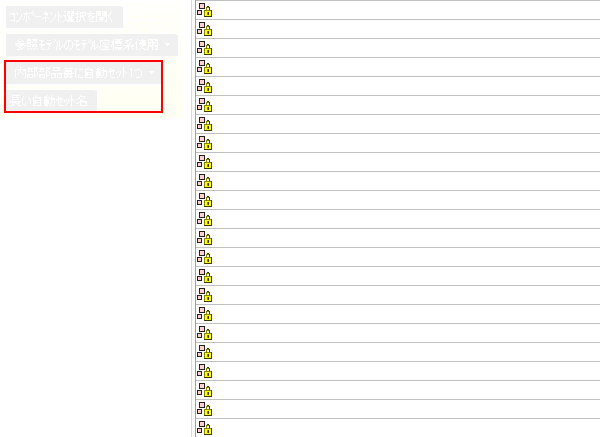 コンポーネント選択を開く
参照モデルのモデル座標系使用
内部部品番に自動セット1つ
長い自動セット名